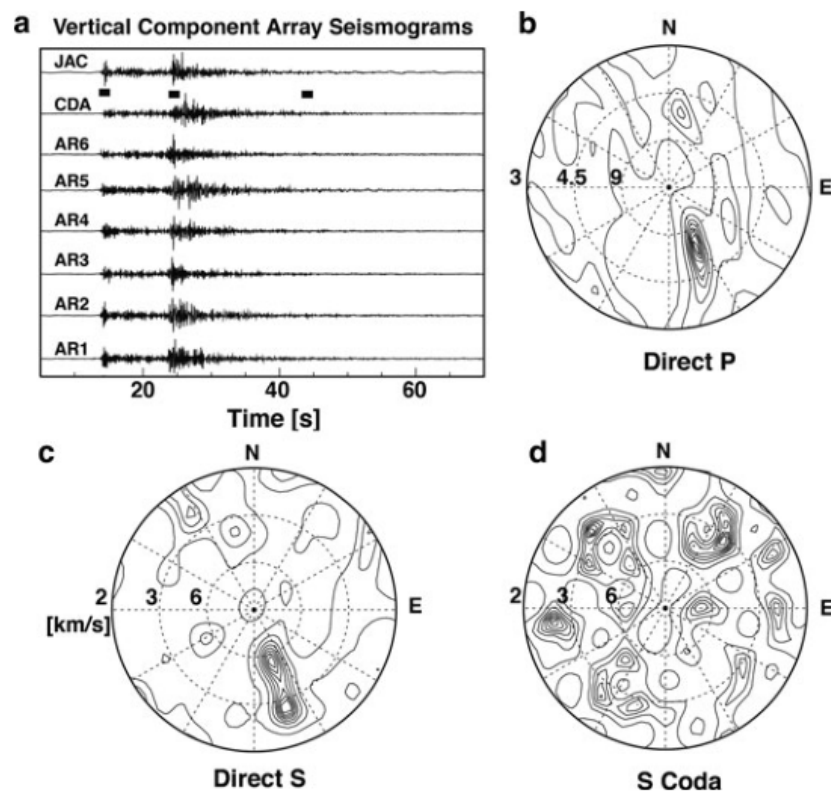 a Vertical Component Array Seismograms
JAC
CDA
AR6
AR5
AR4
AR3
AR2
AR1
20 40 60
Time [s]
b
N
3 4.5 9 E
Direct P
c
N
2 3 6 E
[km/s]
Direct S
d
N
2 3 6 E
S Coda